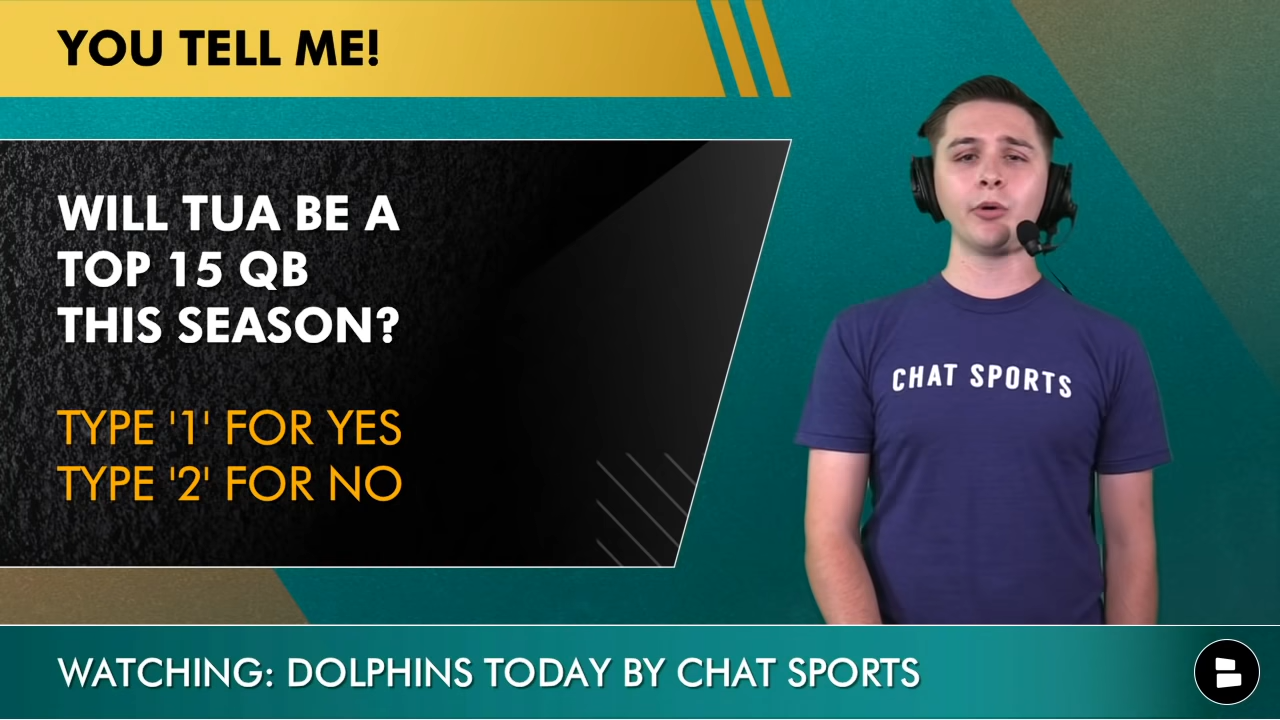 YOU TELL ME!
WILL TUA BE A
TOP 15 QB
THIS SEASON?
TYPE '1' FOR YES
TYPE '2' FOR NO
CHAT SPORTS
WATCHING: DOLPHINS TODAY BY CHAT SPORTS